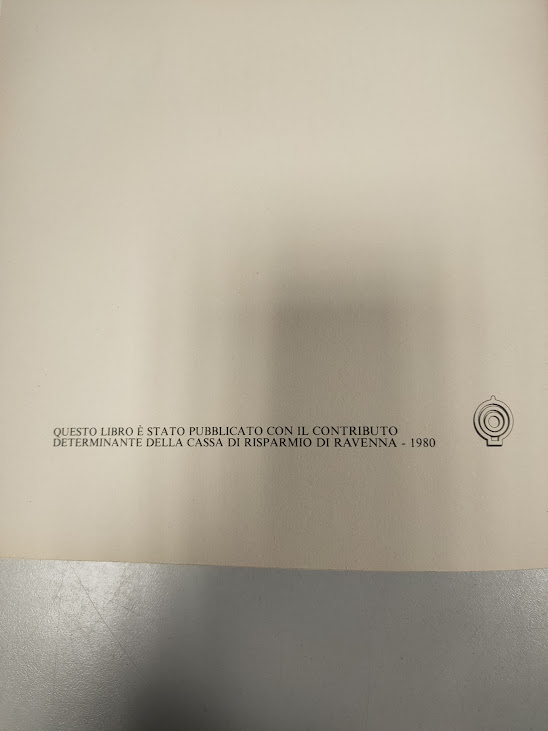 QUESTO LIBRO È STATO PUBBLICATO CON IL CONTRIBUTO
DETERMINANTE DELLA CASSA DI RISPARMIO DI RAVENNA - 1980